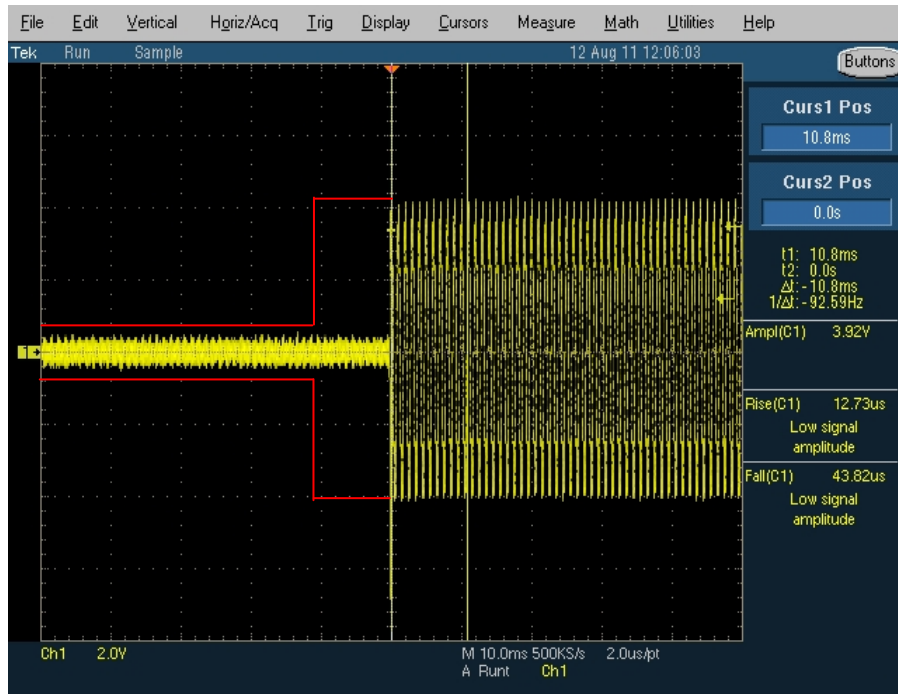 File Edit Vertical Horiz/Acq Trig Display Cursors Measure Math Utilities Help
Tek Run Sample 12 Aug 11 12:06:03
Buttons
Curs1 Pos
10.8ms
Curs2 Pos
0.0s
t1: 10.8ms
t2: 0.0s
Δt:-10.8ms
1/Δt:-92.59Hz
Ampl(C1) 3.92V
Rise(C1) 12.73us
Low signal
amplitude
Fall(C1) 43.82us
Low signal
amplitude
1
Ch1 2.0V M 10.0ms 500KS/s 2.0us/pt
A Runt Ch1